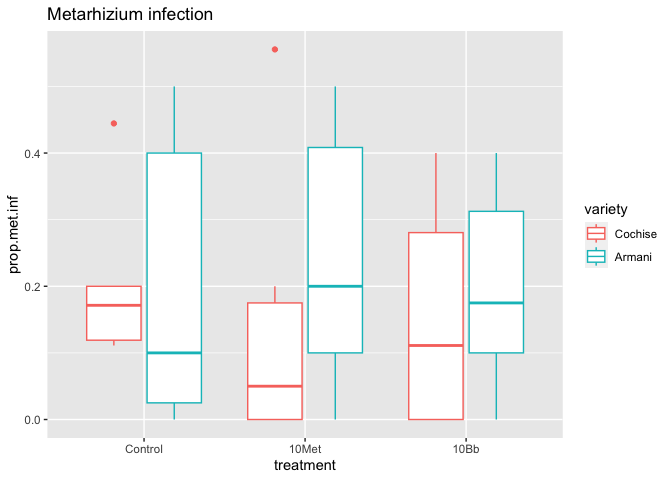 Metarhizium infection
prop.met.inf
0.4
0.2
0.0
Control
10Met
10Bb
treatment
variety
Cochise
Armani